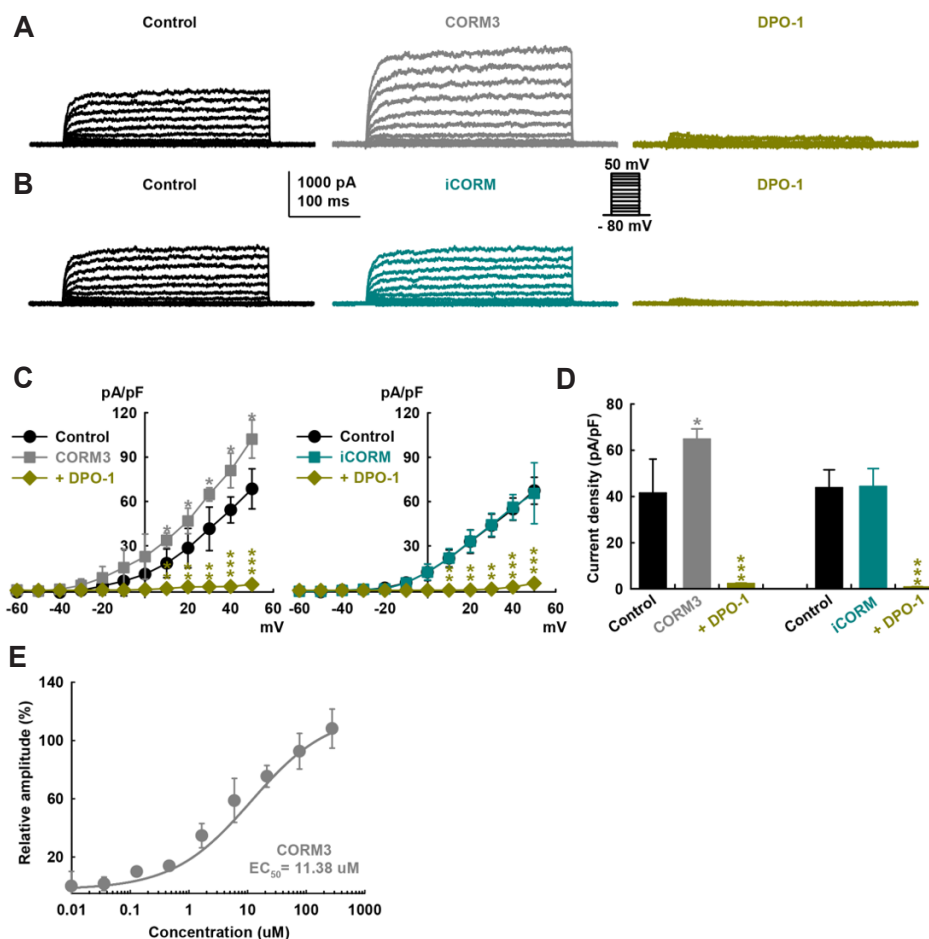 A
Control
CORM3
DPO-1
B
Control
1000 pA
100 ms
iCORM
50 mV
- 80 mV
DPO-1
C
pA/pF
120
90
60
30
Control
CORM3
+ DPO-1
*
*
*
*
*
*
***
***
***
***
-60
-40
-20
20
40
60
mV
pA/pF
120
90
60
30
Control
iCORM
+ DPO-1
***
***
***
***
***
-60
-40
-20
20
40
60
mV
D
Current density (pA/pF)
80
60
40
20
0
*
***
***
Control
CORM3
+ DPO-1
Control
iCORM
+ DPO-1
E
Relative amplitude (%)
140
100
60
20
CORM3
EC50= 11.38 uM
0.01
0.1
1
10
100
1000
Concentration (uM)